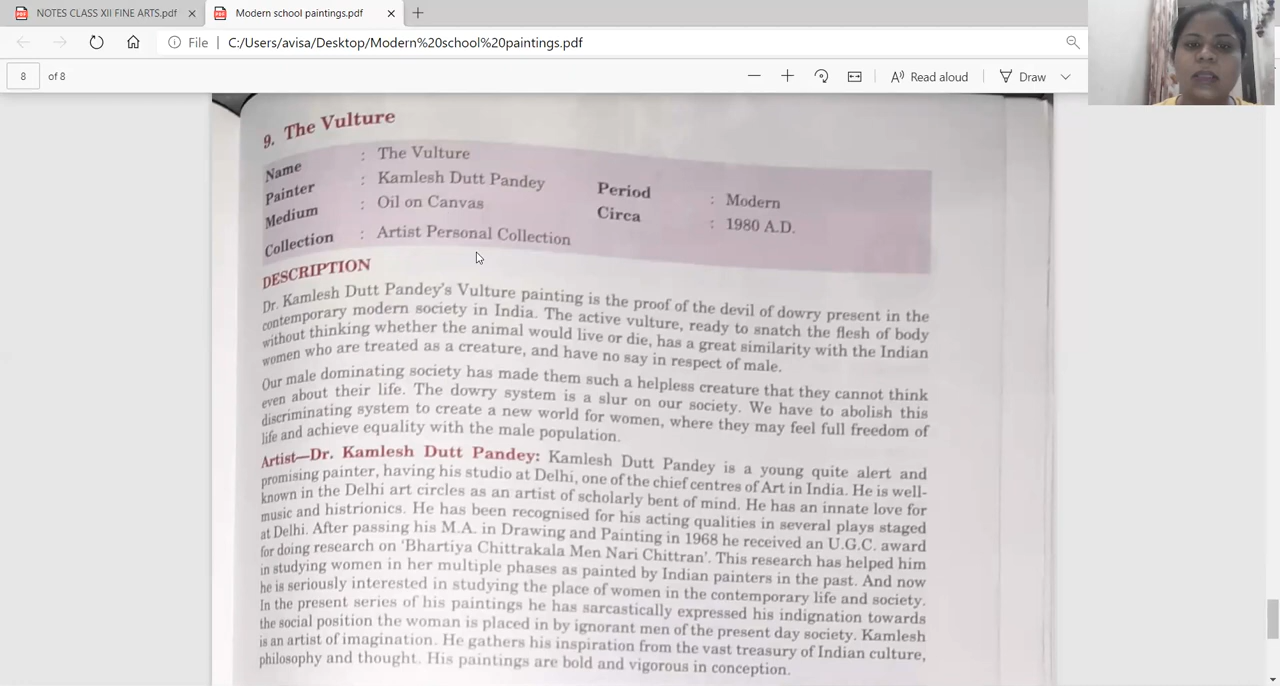 NOTES CLASS XII FINE ARTS.pdf
Modern school paintings.pdf
File
C:/Users/avisa/Desktop/Modern%20school%20paintings.pdf
8 of 8
Read aloud
Draw
9. The Vulture
Name : The Vulture
Painter : Kamlesh Dutt Pandey Period : Modern
Medium : Oil on Canvas Circa : 1980 A.D.
Collection : Artist Personal Collection
DESCRIPTION
Dr. Kamlesh Dutt Pandey's Vulture painting is the proof of the devil of dowry present in the
contemporary modern society in India. The active vulture, ready to snatch the flesh of body
without thinking whether the animal would live or die, has a great similarity with the Indian
women who are treated as a creature, and have no say in respect of male.
Our male dominating society has made them such a helpless creature that they cannot think
even about their life. The dowry system is a slur on our society. We have to abolish this
discriminating system to create a new world for women, where they may feel full freedom of
life and achieve equality with the male population.
Artist—Dr. Kamlesh Dutt Pandey: Kamlesh Dutt Pandey is a young quite alert and
promising painter, having his studio at Delhi, one of the chief centres of Art in India. He is well-
known in the Delhi art circles as an artist of scholarly bent of mind. He has an innate love for
music and histrionics. He has been recognised for his acting qualities in several plays staged
at Delhi. After passing his M.A. in Drawing and Painting in 1968 he received an U.G.C. award
for doing research on 'Bhartiya Chittrakala Men Nari Chittran'. This research has helped him
in studying women in her multiple phases as painted by Indian painters in the past. And now
he is seriously interested in studying the place of women in the contemporary life and society.
In the present series of his paintings he has sarcastically expressed his indignation towards
the social position the woman is placed in by ignorant men of the present day society. Kamlesh
is an artist of imagination. He gathers his inspiration from the vast treasury of Indian culture,
philosophy and thought. His paintings are bold and vigorous in conception.